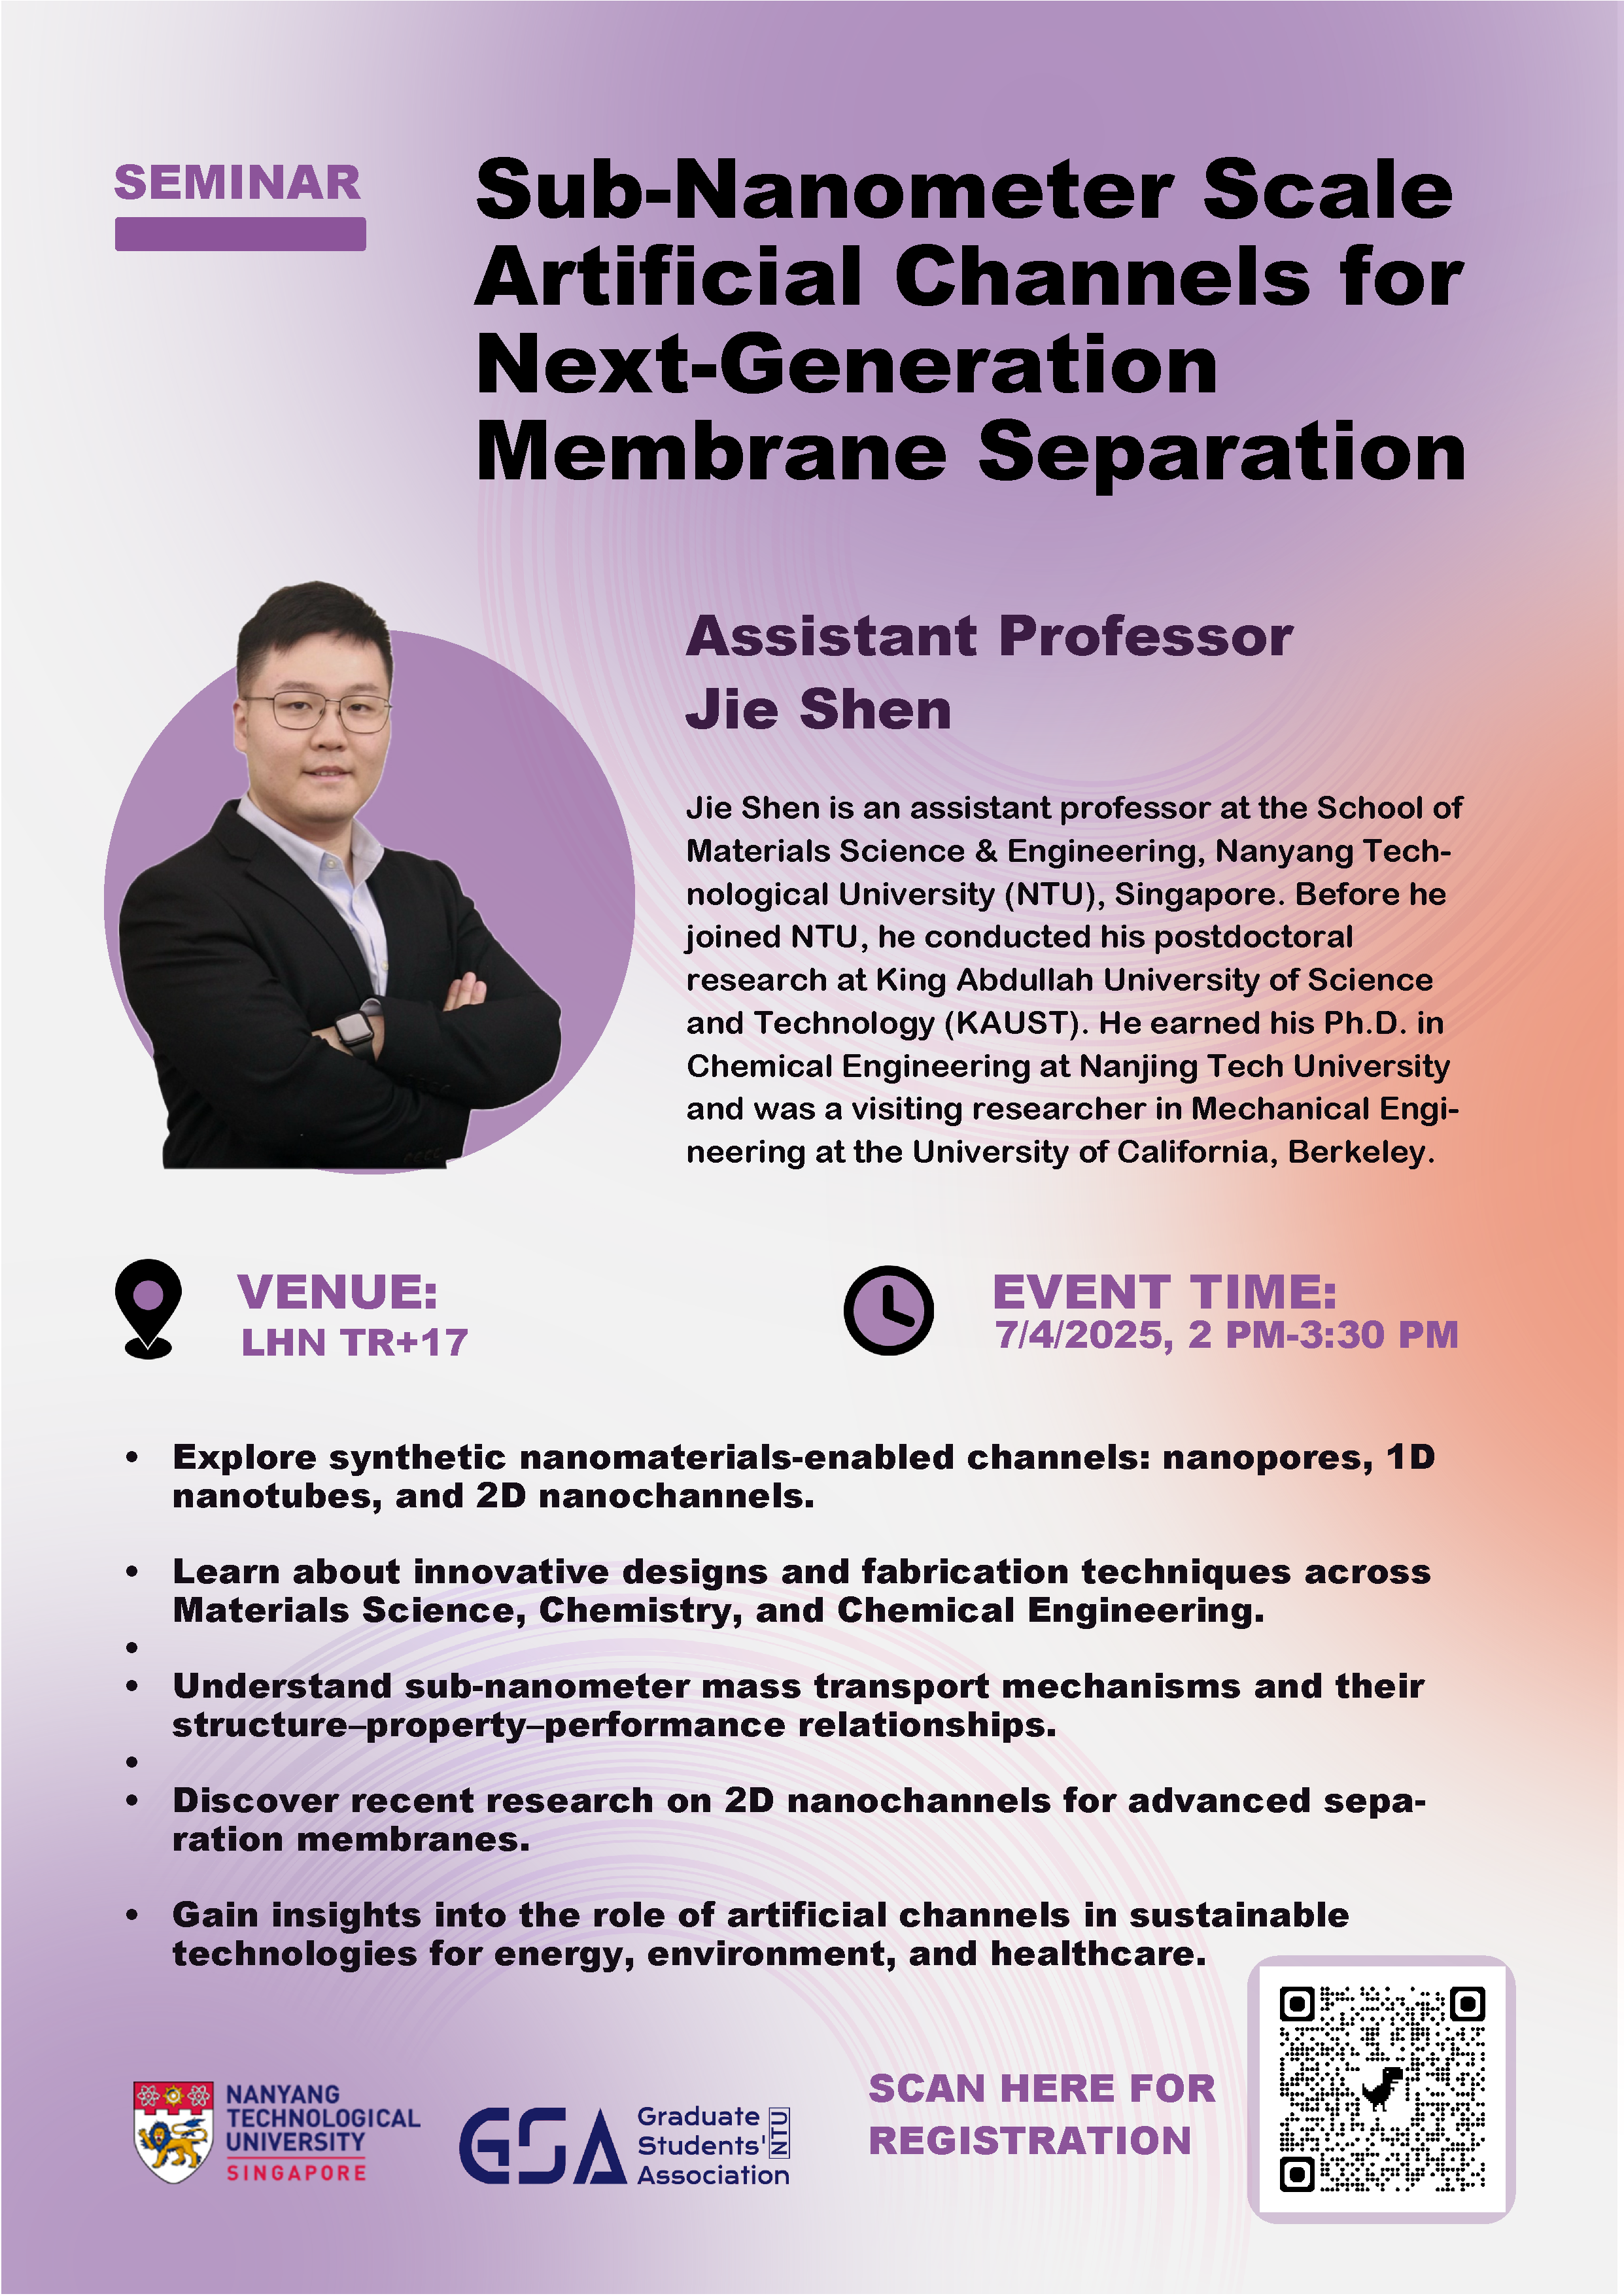 SEMINAR
Sub-Nanometer Scale
Artificial Channels for
Next-Generation
Membrane Separation
Assistant Professor
Jie Shen
Jie Shen is an assistant professor at the School of
Materials Science & Engineering, Nanyang Tech-
nological University (NTU), Singapore. Before he
joined NTU, he conducted his postdoctoral
research at King Abdullah University of Science
and Technology (KAUST). He earned his Ph.D. in
Chemical Engineering at Nanjing Tech University
and was a visiting researcher in Mechanical Engi-
neering at the University of California, Berkeley.
VENUE:
LHN TR+17
EVENT TIME:
7/4/2025, 2 PM-3:30 PM
• Explore synthetic nanomaterials-enabled channels: nanopores, 1D
nanotubes, and 2D nanochannels.
• Learn about innovative designs and fabrication techniques across
Materials Science, Chemistry, and Chemical Engineering.
•
• Understand sub-nanometer mass transport mechanisms and their
structure–property–performance relationships.
•
• Discover recent research on 2D nanochannels for advanced sepa-
ration membranes.
• Gain insights into the role of artificial channels in sustainable
technologies for energy, environment, and healthcare.
NANYANG
TECHNOLOGICAL
UNIVERSITY
SINGAPORE
GSA
Graduate
Students'
Association
NTU
SCAN HERE FOR
REGISTRATION